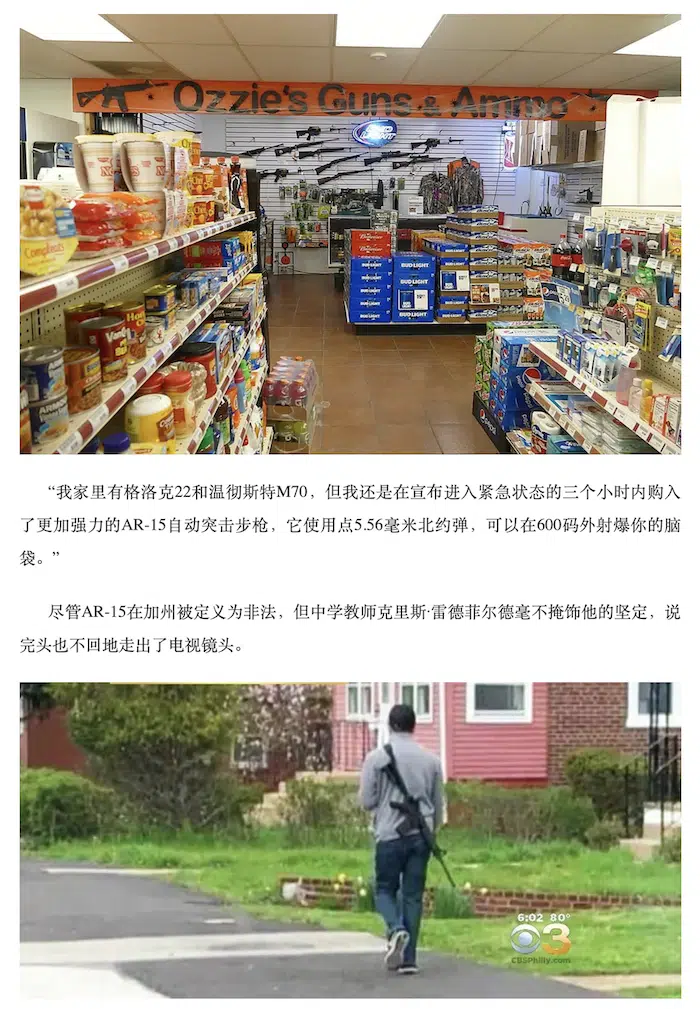 Ozzie's Guns & Ammo
BUD LIGHT
BUD LIGHT
pepsi
“我家里有格洛克22和温彻斯特M70，但我还是在宣布进入紧急状态的三个小时内购入
了更加强力的AR-15自动突击步枪，它使用点5.56毫米北约弹，可以在600码外射爆你的脑
袋。”
尽管AR-15在加州被定义为非法，但中学教师克里斯·雷德菲尔德毫不掩饰他的坚定，说
完头也不回地走出了电视镜头。
6:02 80°
3
CBSPhilly.com